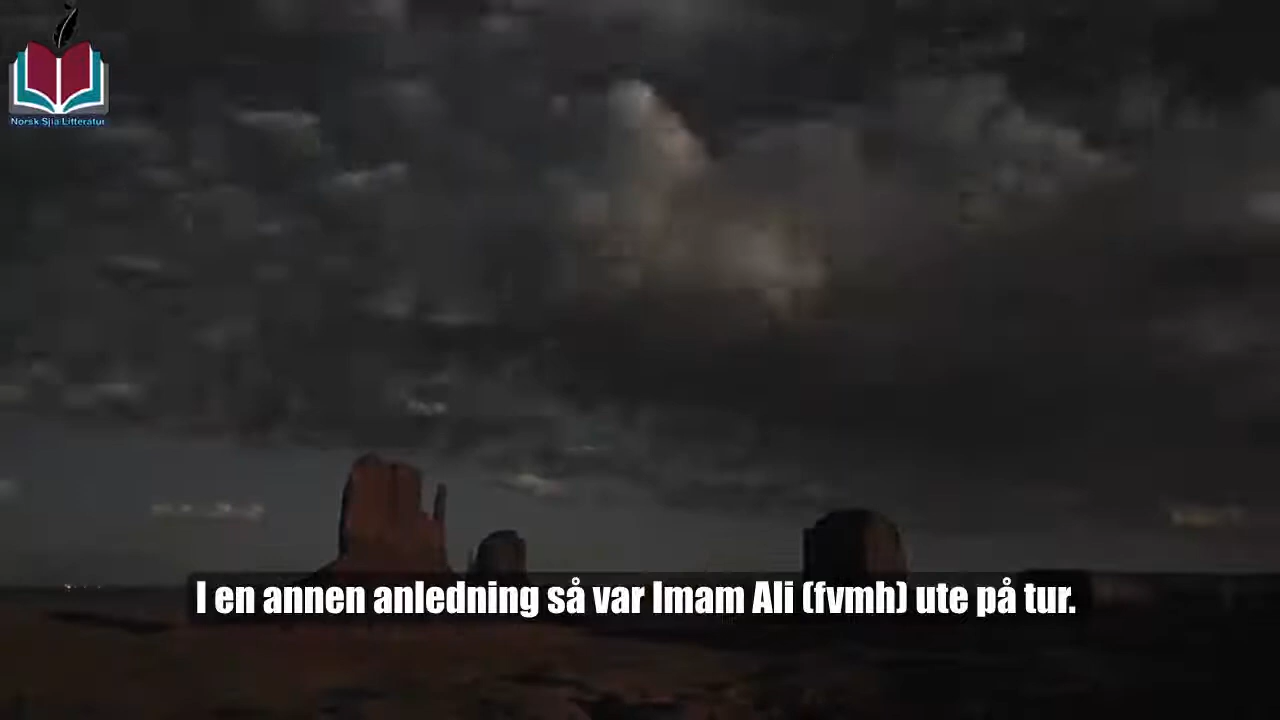 Norsk Sjia Litteratur
I en annen anledning så var Imam Ali (fvmh) ute på tur.